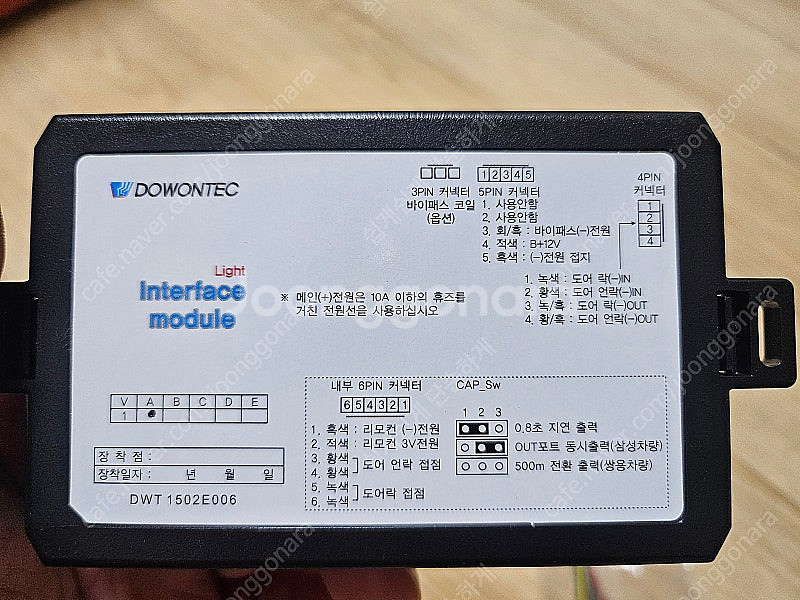 DOWONTEC
Light
Interface
module
※ 메인(+)전원은 10A 이하의 휴즈를
거친 전원선을 사용하십시오
3PIN 커넥터
바이패스 코일
(옵션)
1 2 3 4 5
5PIN 커넥터
1. 사용안함
2. 사용안함
3. 회/흑 : 바이패스(-)전원
4. 적색 : B+12V
5. 흑색 : (-)전원 접지
4PIN
커넥터
1
2
3
4
1. 녹색 : 도어 락(-)IN
2. 황색 : 도어 언락(-)IN
3. 녹/흑 : 도어 락(-)OUT
4. 황/흑 : 도어 언락(-)OUT
V A B C D E
1
장 착 점 :
장착일자 : 년 월 일
DWT 1502E006
내부 6PIN 커넥터
6 5 4 3 2 1
1. 흑색 : 리모컨 (-)전원
2. 적색 : 리모컨 3V전원
3. 황색
4. 황색
도어 언락 접점
5. 녹색
6. 녹색
도어락 접점
CAP_Sw
1 2 3
0.8초 지연 출력
OUT포트 동시출력(삼성차량)
500m 전환 출력(쌍용차량)
joonggonara
cafe.naver.com/joonggonara